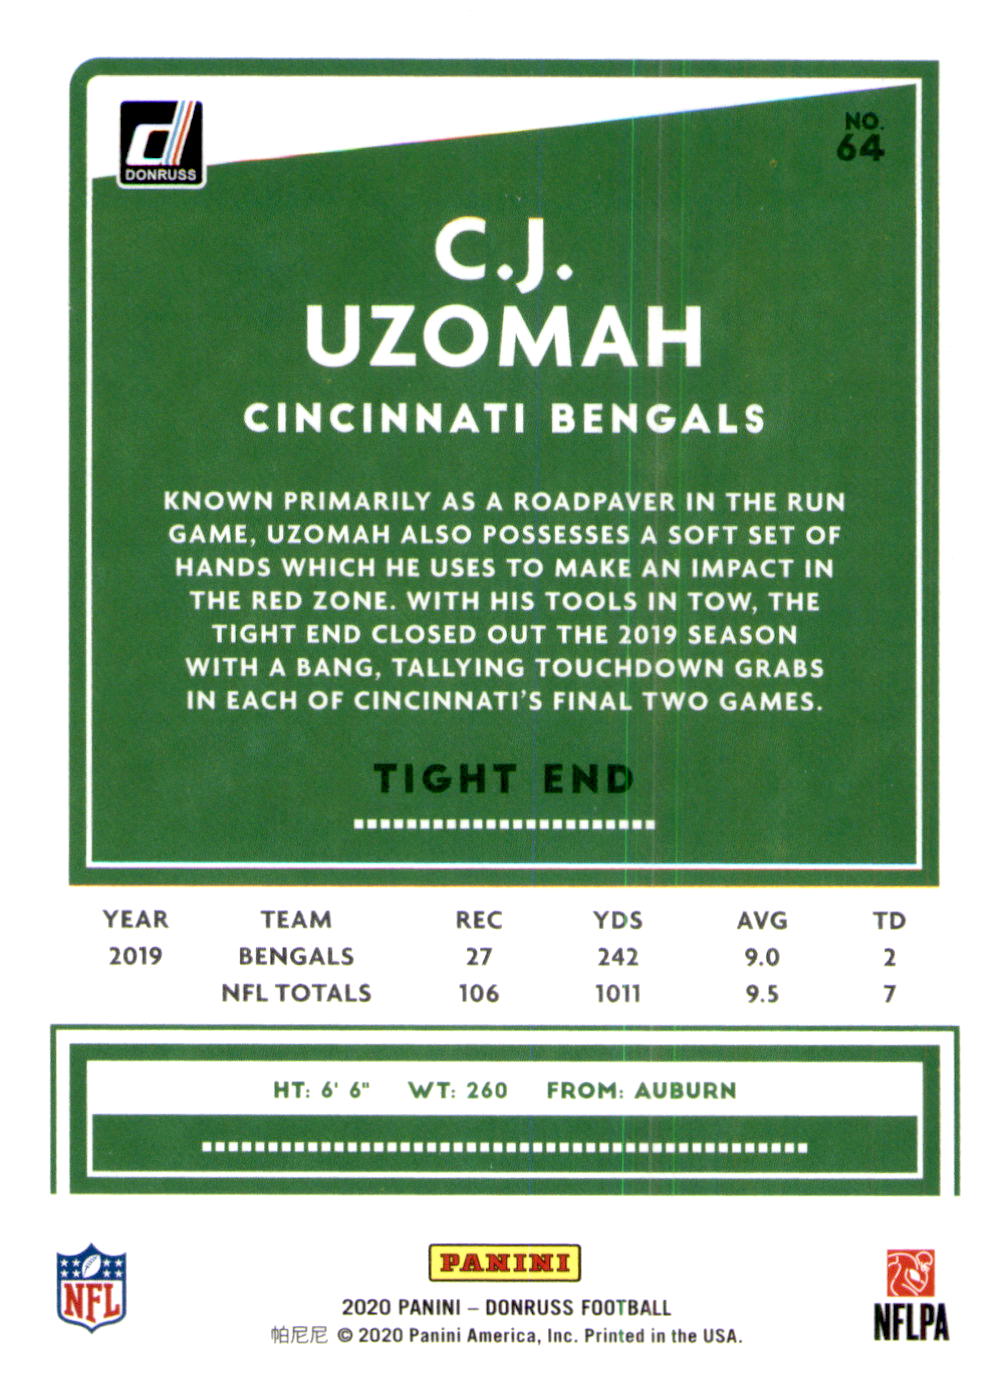 DONRUSS
NO.
64
C.J.
UZOMAH
CINCINNATI BENGALS
KNOWN PRIMARILY AS A ROADPAVER IN THE RUN
GAME, UZOMAH ALSO POSSESSES A SOFT SET OF
HANDS WHICH HE USES TO MAKE AN IMPACT IN
THE RED ZONE. WITH HIS TOOLS IN TOW, THE
TIGHT END CLOSED OUT THE 2019 SEASON
WITH A BANG, TALLYING TOUCHDOWN GRABS
IN EACH OF CINCINNATI'S FINAL TWO GAMES.
TIGHT END
YEAR TEAM REC YDS AVG TD
2019 BENGALS 27 242 9.0 2
NFL TOTALS 106 1011 9.5 7
HT: 6' 6" WT: 260 FROM: AUBURN
NFL
PANINI
2020 PANINI – DONRUSS FOOTBALL
帕尼尼 © 2020 Panini America, Inc. Printed in the USA.
NFLPA